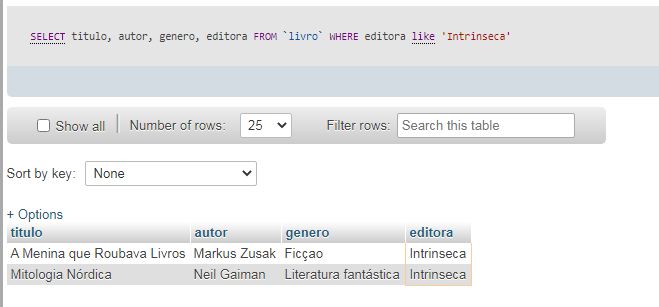 SELECT titulo, autor, genero, editora FROM `livro` WHERE editora like 'Intrinseca'
Show all Number of rows: 25 Filter rows: Search this table
Sort by key: None
+ Options
titulo autor genero editora
A Menina que Roubava Livros Markus Zusak Ficçao Intrinseca
Mitologia Nórdica Neil Gaiman Literatura fantástica Intrinseca